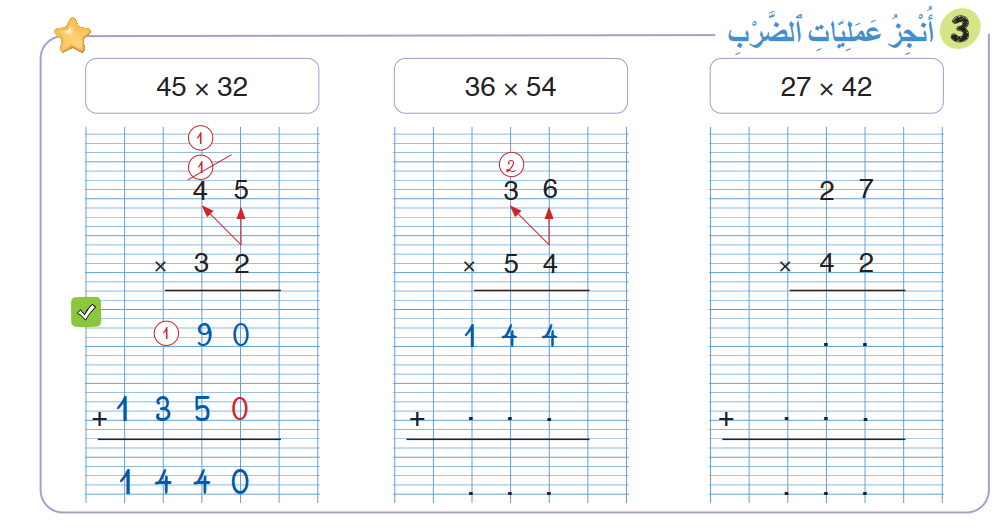 3 أُنْجِزُ عَمَلِيّاتِ ٱلضَّرْبِ
45 × 32
36 × 54
27 × 42
1
1
4 5
× 3 2
1 9 0
+ 1 3 5 0
1 4 4 0
2
3 6
× 5 4
1 4 4
+ . . .
. . .
2 7
× 4 2
. .
+ . . .
. . .